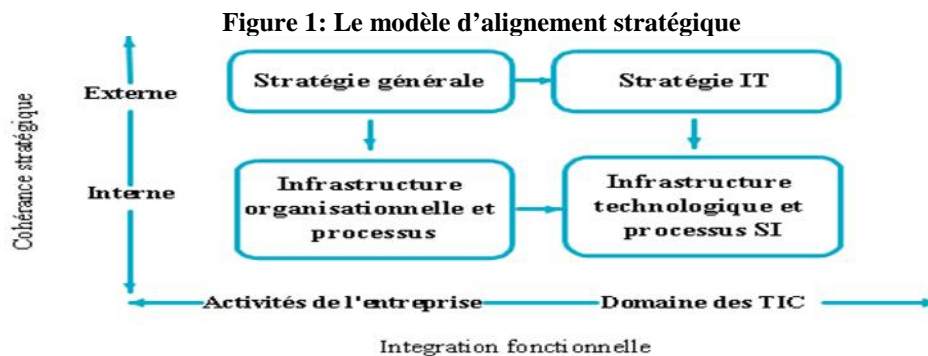 Figure 1: Le modèle d'alignement stratégique
Cohérance stratégique
Externe
Interne
Stratégie générale
Stratégie IT
Infrastructure
organisationnelle et
processus
Infrastructure
technologique et
processus SI
Activités de l'entreprise
Domaine des TIC
Integration fonctionnelle